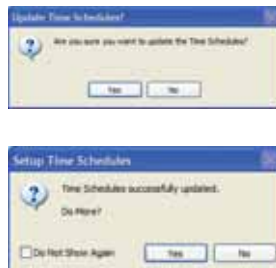 Update Time Schedules?
Are you sure you want to update the Time Schedules?
Yes
No
Setup Time Schedules
Time Schedules successfully updated.
Do More?
Do Not Show Again
Yes
No